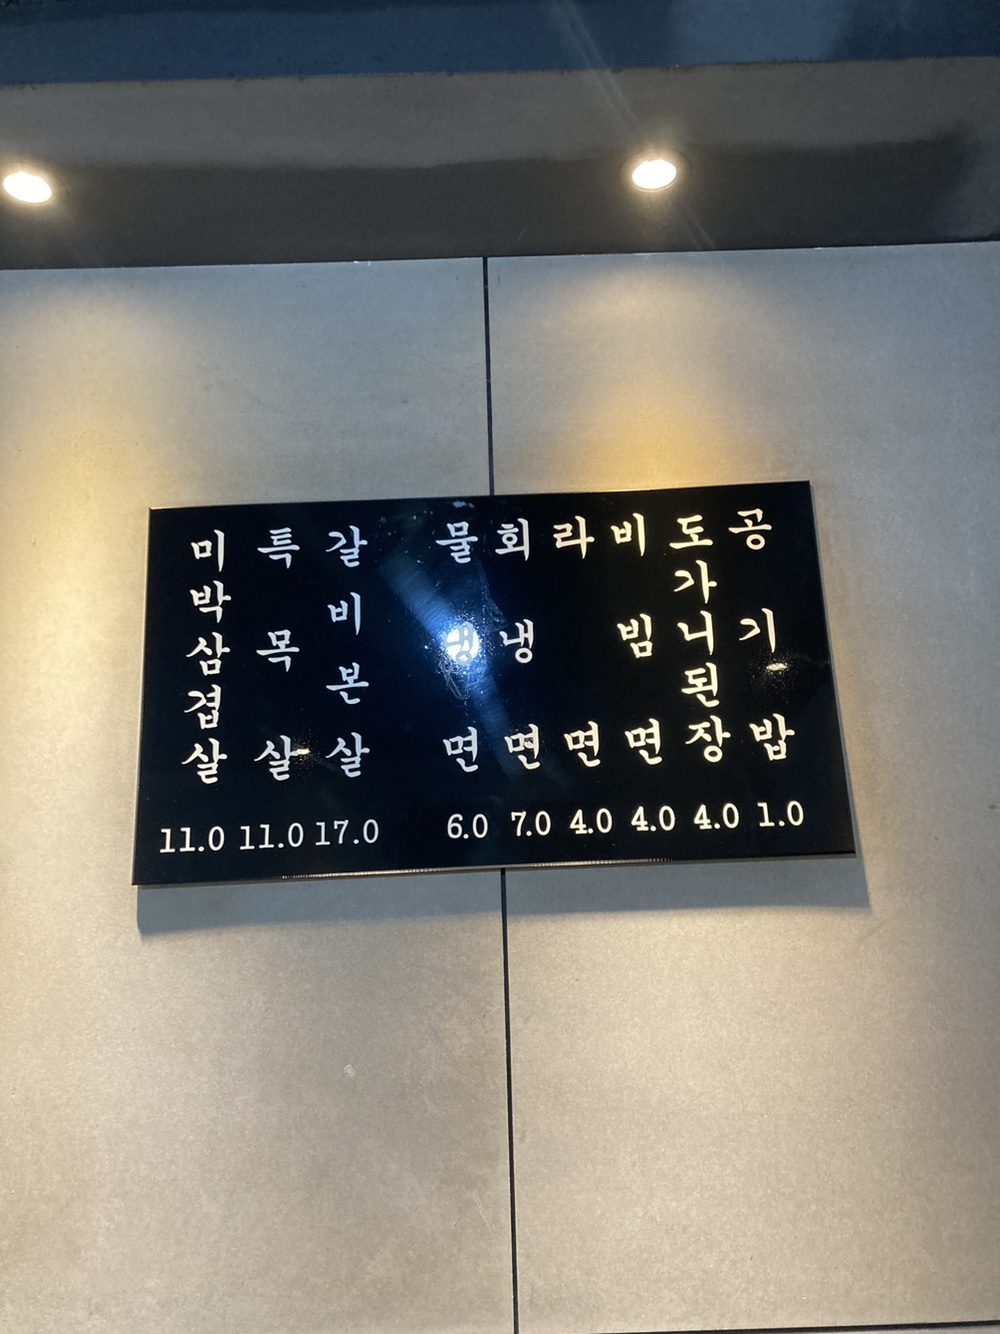 미박삼겹살 11.0
특목살 11.0
갈비본살 17.0
물냉면 6.0
회냉면 7.0
라면 4.0
비빔면 4.0
도가니된장 4.0
공기밥 1.0